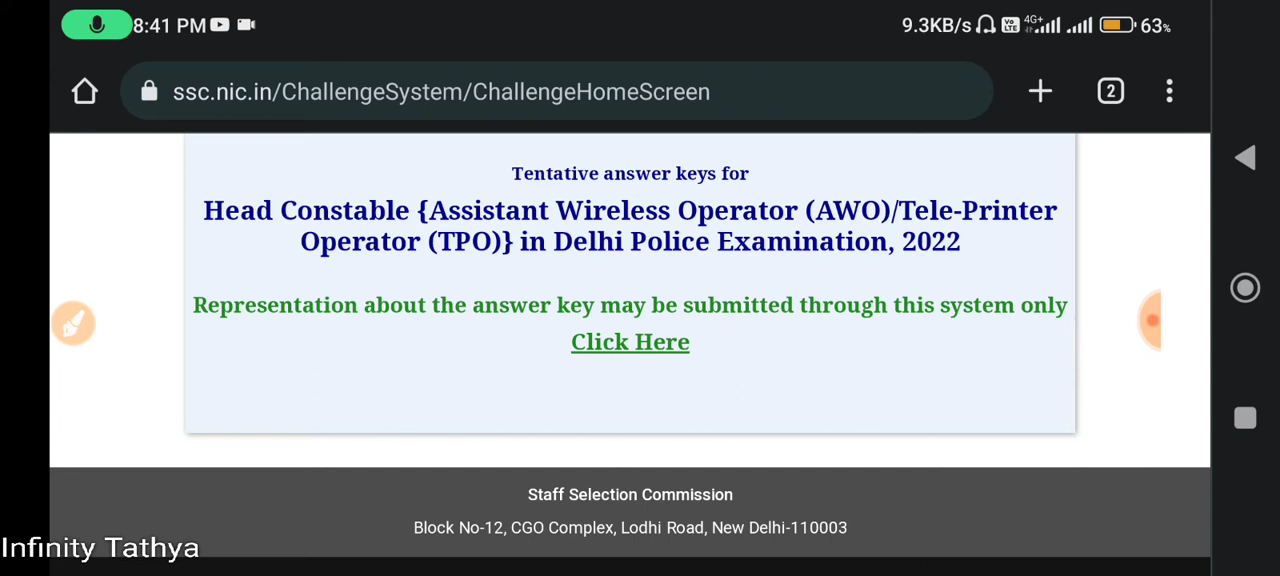 8:41 PM
9.3KB/s Vo LTE 4G+ 63%
ssc.nic.in/ChallengeSystem/ChallengeHomeScreen
2
Tentative answer keys for
Head Constable {Assistant Wireless Operator (AWO)/Tele-Printer
Operator (TPO)} in Delhi Police Examination, 2022
Representation about the answer key may be submitted through this system only
Click Here
Staff Selection Commission
Block No-12, CGO Complex, Lodhi Road, New Delhi-110003
Infinity Tathya